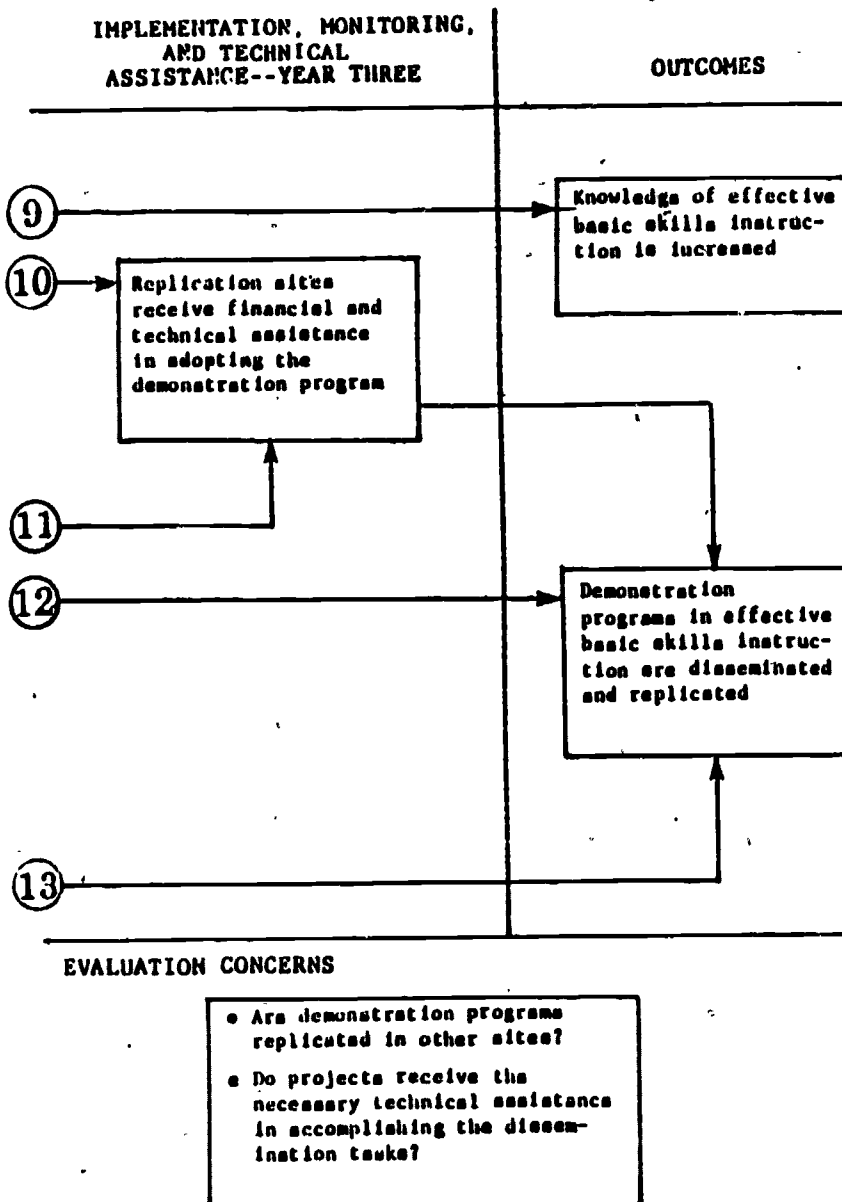 IMPLEMENTATION, MONITORING,
AND TECHNICAL
ASSISTANCE--YEAR THREE
OUTCOMES
9
Knowledge of effective
basic skills instruc-
tion is increased
10
Replication sites
receive financial and
technical assistance
in adopting the
demonstration program
11
12
Demonstration
programs in effective
basic skills instruc-
tion are disseminated
and replicated
13
EVALUATION CONCERNS
• Are demonstration programs
replicated in other sites?
• Do projects receive the
necessary technical assistance
in accomplishing the dissem-
ination tasks?